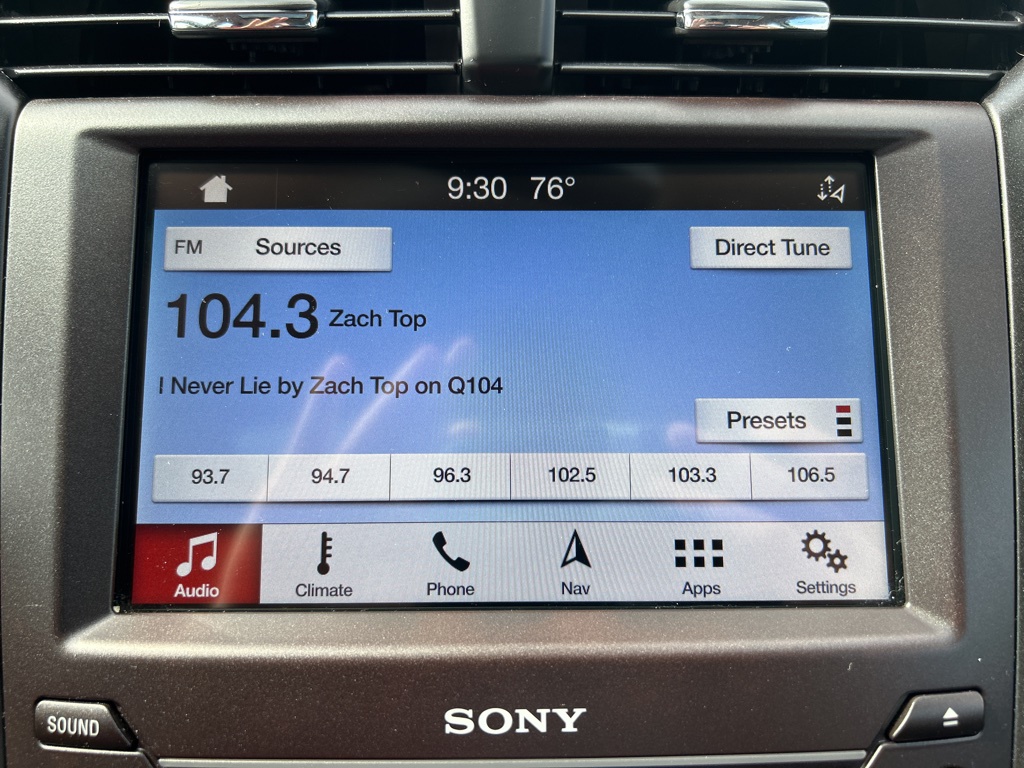 9:30 76°
FM Sources
Direct Tune
104.3 Zach Top
I Never Lie by Zach Top on Q104
Presets
93.7 94.7 96.3 102.5 103.3 106.5
Audio Climate Phone Nav Apps Settings
SOUND
SONY